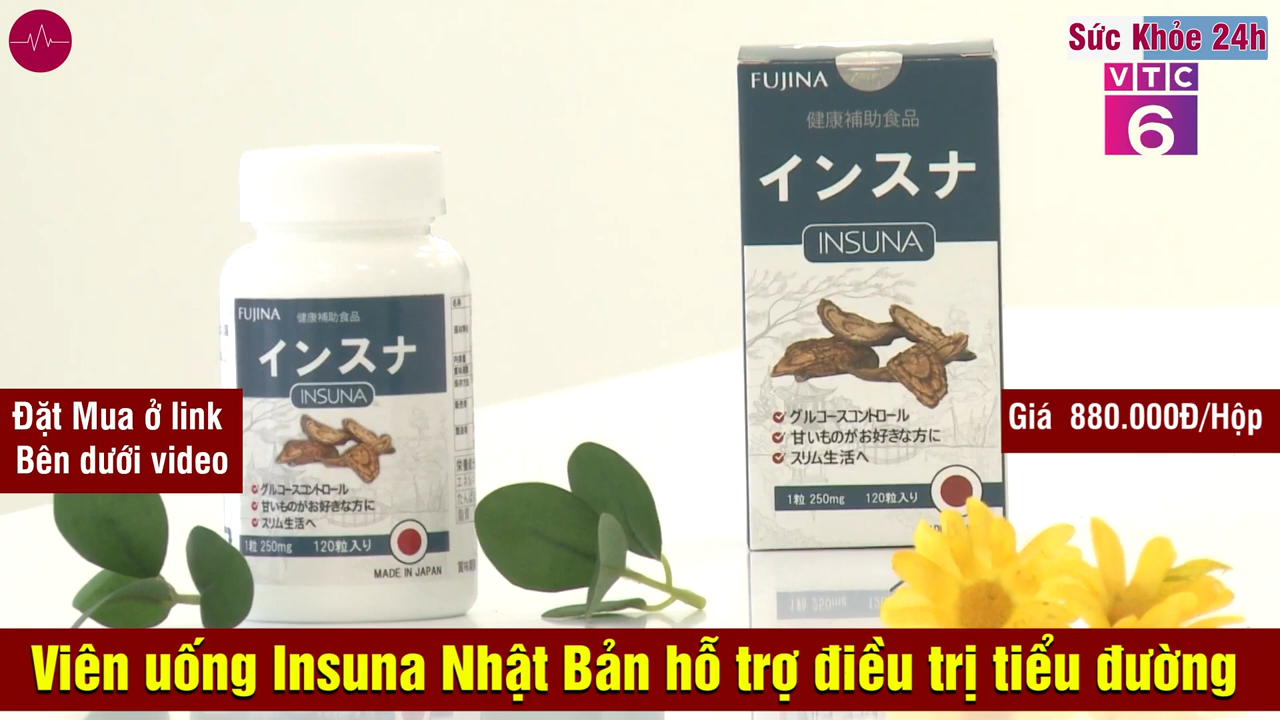 Sức Khỏe 24h
VTC
6
FUJINA
健康補助食品
インスナ
INSUNA
グルコースコントロール
甘いものがお好きな方に
スリム生活へ
1粒 250mg 120粒入り
FUJINA
健康補助食品
インスナ
INSUNA
グルコースコントロール
甘いものがお好きな方に
スリム生活へ
1粒 250mg 120粒入り
MADE IN JAPAN
Đặt Mua ở link
Bên dưới video
Giá 880.000Đ/Hộp
Viên uống Insuna Nhật Bản hỗ trợ điều trị tiểu đường